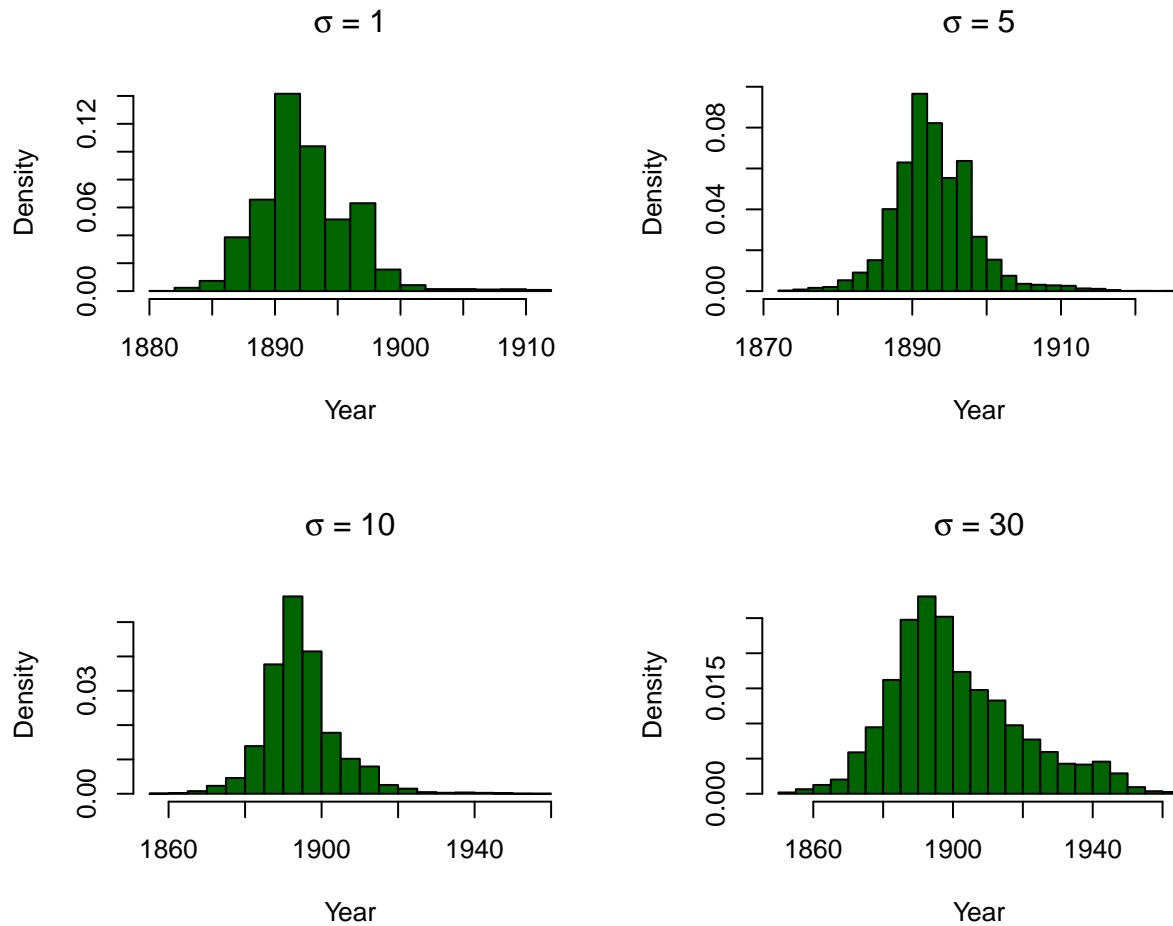 σ = 1
Density
0.00 0.06 0.12
1880 1890 1900 1910
Year
σ = 5
Density
0.00 0.04 0.08
1870 1890 1910
Year
σ = 10
Density
0.00 0.03
1860 1900 1940
Year
σ = 30
Density
0.000 0.015
1860 1900 1940
Year